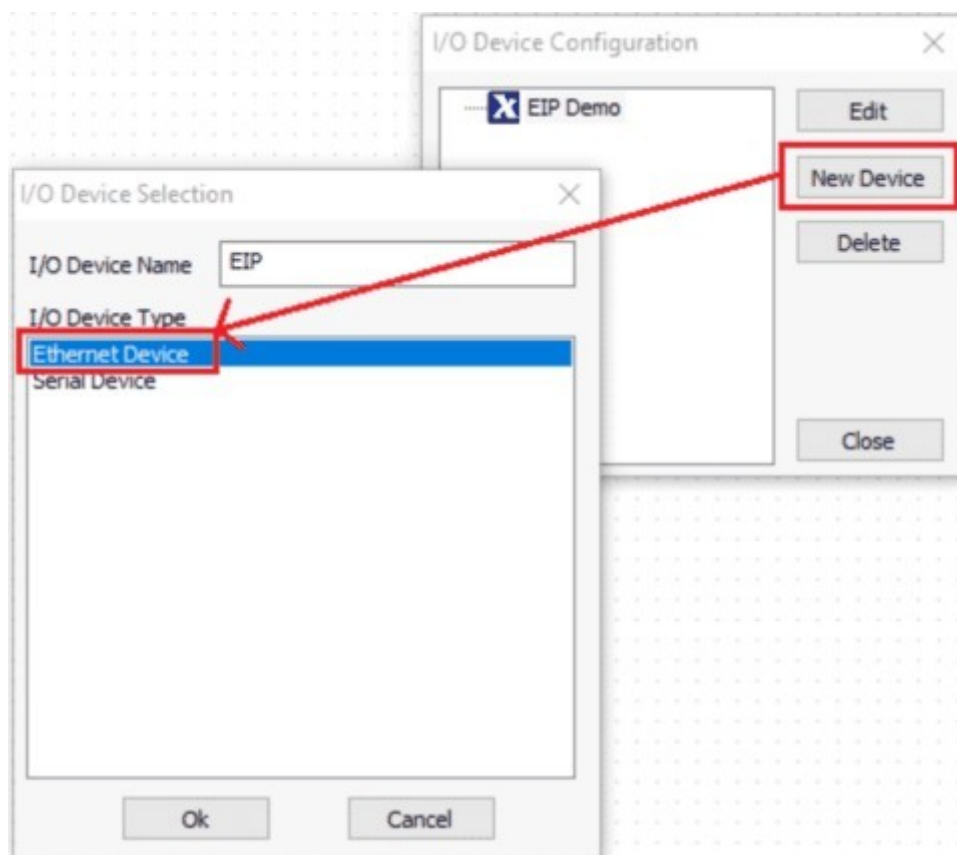 I/O Device Configuration
EIP Demo
Edit
New Device
Delete
Close
I/O Device Selection
I/O Device Name
EIP
I/O Device Type
Ethernet Device
Serial Device
Ok
Cancel